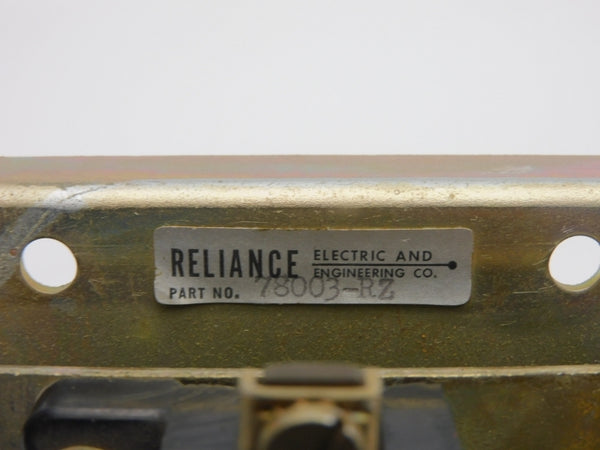 RELIANCE ELECTRIC AND
ENGINEERING CO.
PART NO. 78003-RZ